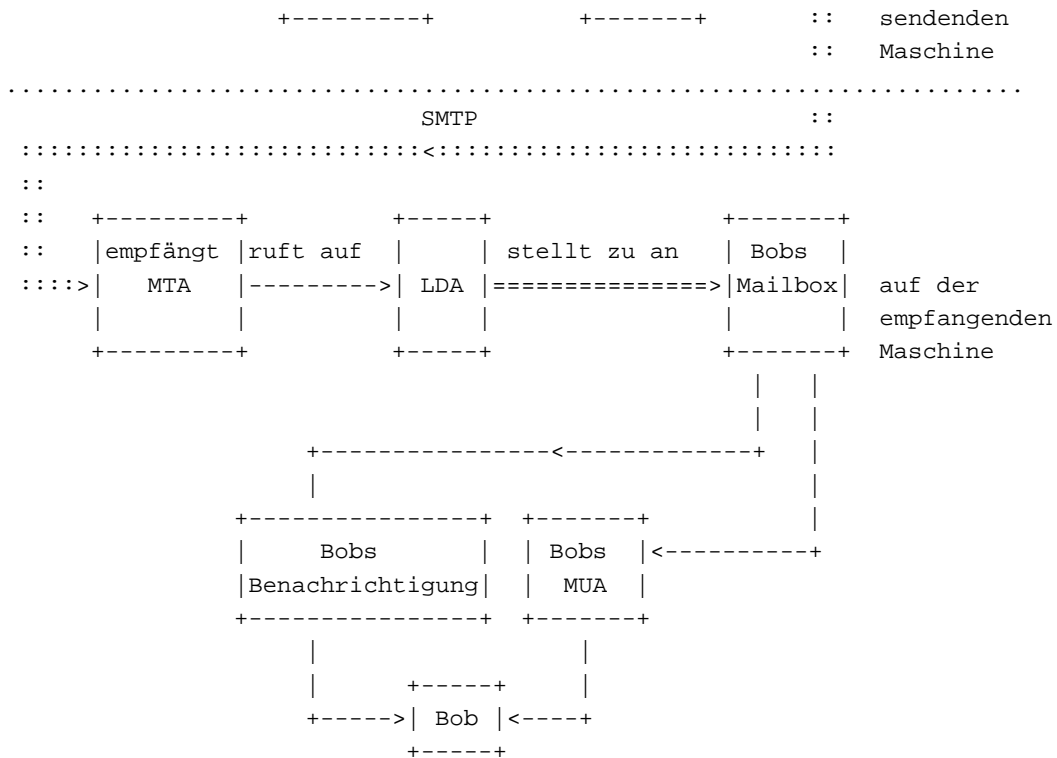 :: sendenden
:: Maschine
SMTP ::
::
:: |empfängt |ruft auf | | stellt zu an | Bobs |
::::>| MTA |--------->| LDA |===============>|Mailbox| auf der
empfangenden
Maschine
Bobs | Bobs
|Benachrichtigung| | MUA |
Bob